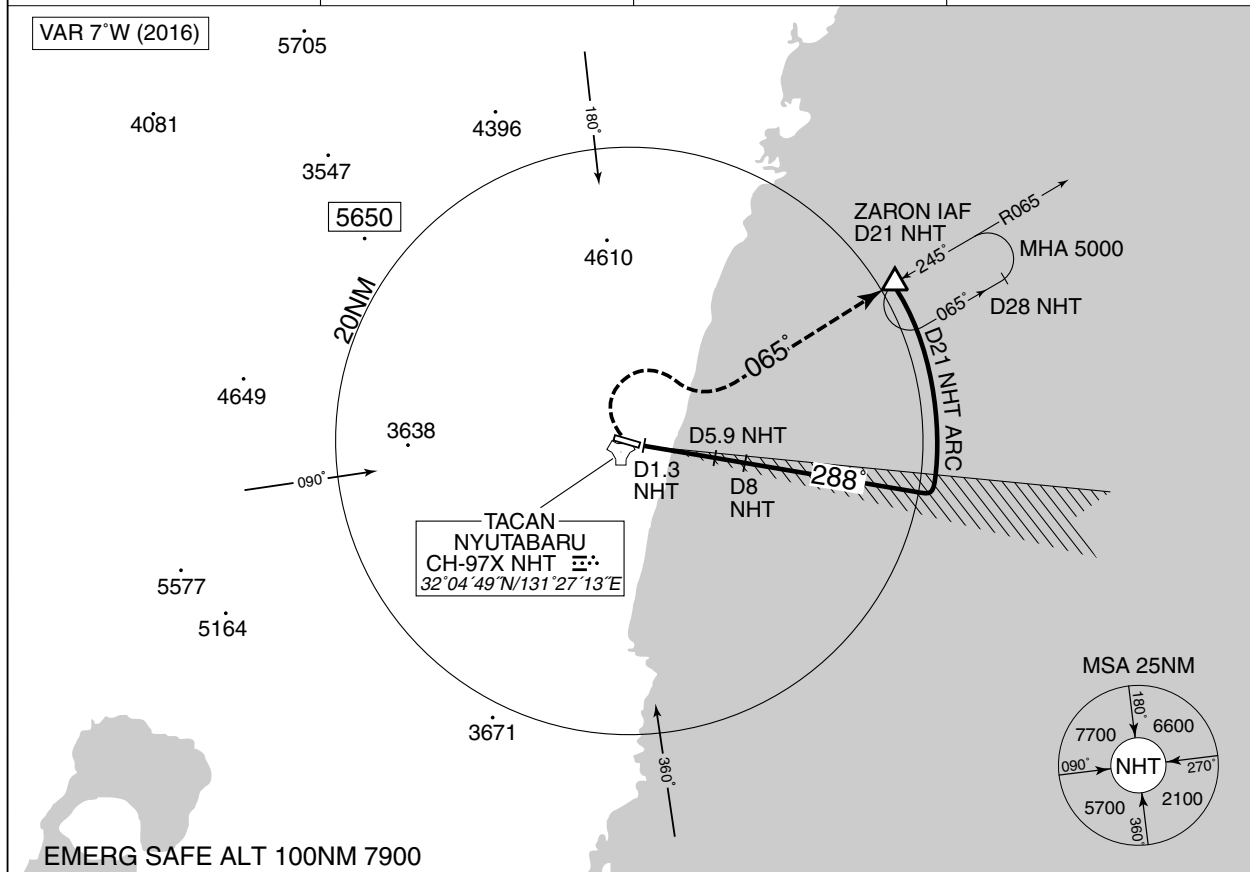 VAR 7°W (2016)
5705
4081
4396
3547
5650
4610
180°
20NM
ZARON IAF
D21 NHT
R065
245°
MHA 5000
065°
D28 NHT
065°
D21 NHT ARC
4649
3638
090°
D5.9 NHT
D1.3
NHT
D8
NHT
288°
TACAN
NYUTABARU
CH-97X NHT
32°04´49˝N/131°27´13˝E
5577
5164
3671
360°
MSA 25NM
180°
7700
6600
090°
NHT
270°
5700
2100
360°
EMERG SAFE ALT 100NM 7900